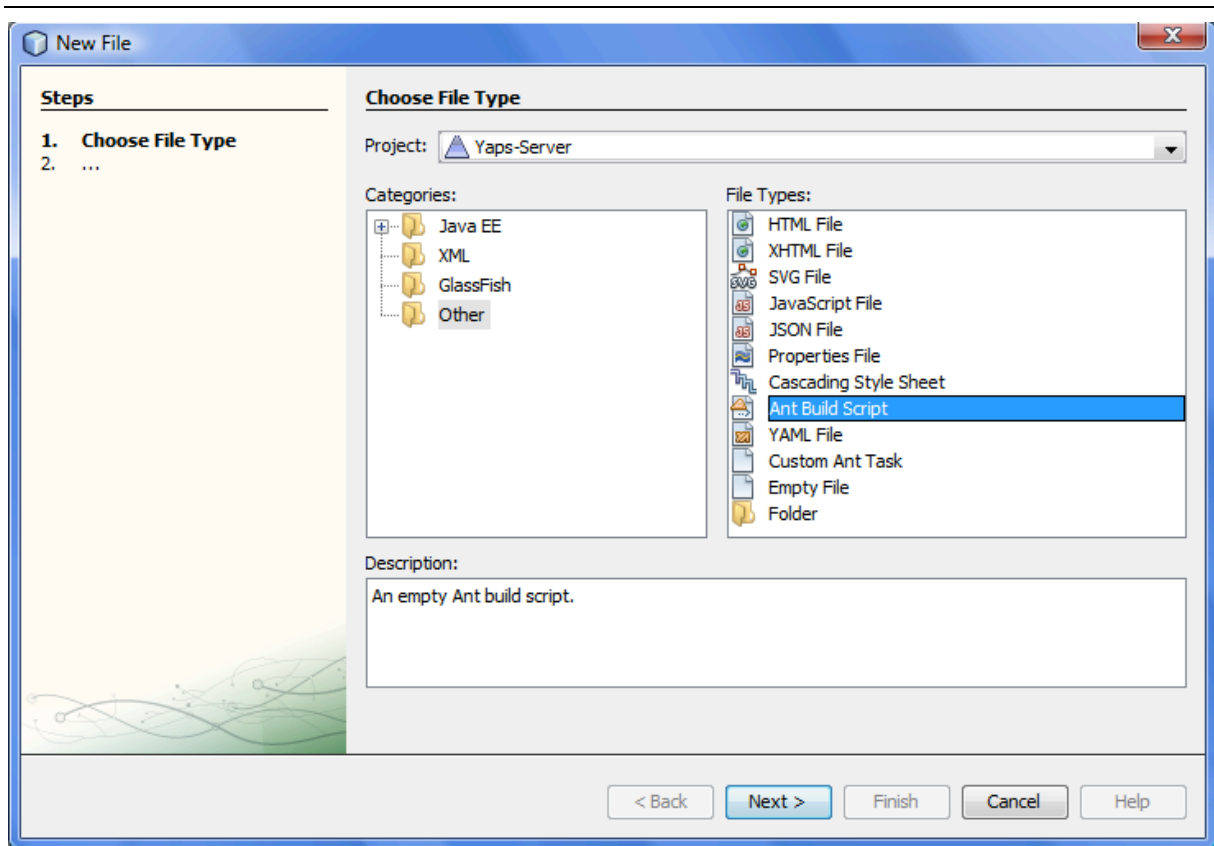 New File
Steps
1. Choose File Type
2. ...
Choose File Type
Project: Yaps-Server
Categories:
Java EE
XML
GlassFish
Other
File Types:
HTML File
XHTML File
SVG File
JavaScript File
JSON File
Properties File
Cascading Style Sheet
Ant Build Script
YAML File
Custom Ant Task
Empty File
Folder
Description:
An empty Ant build script.
< Back Next > Finish Cancel Help